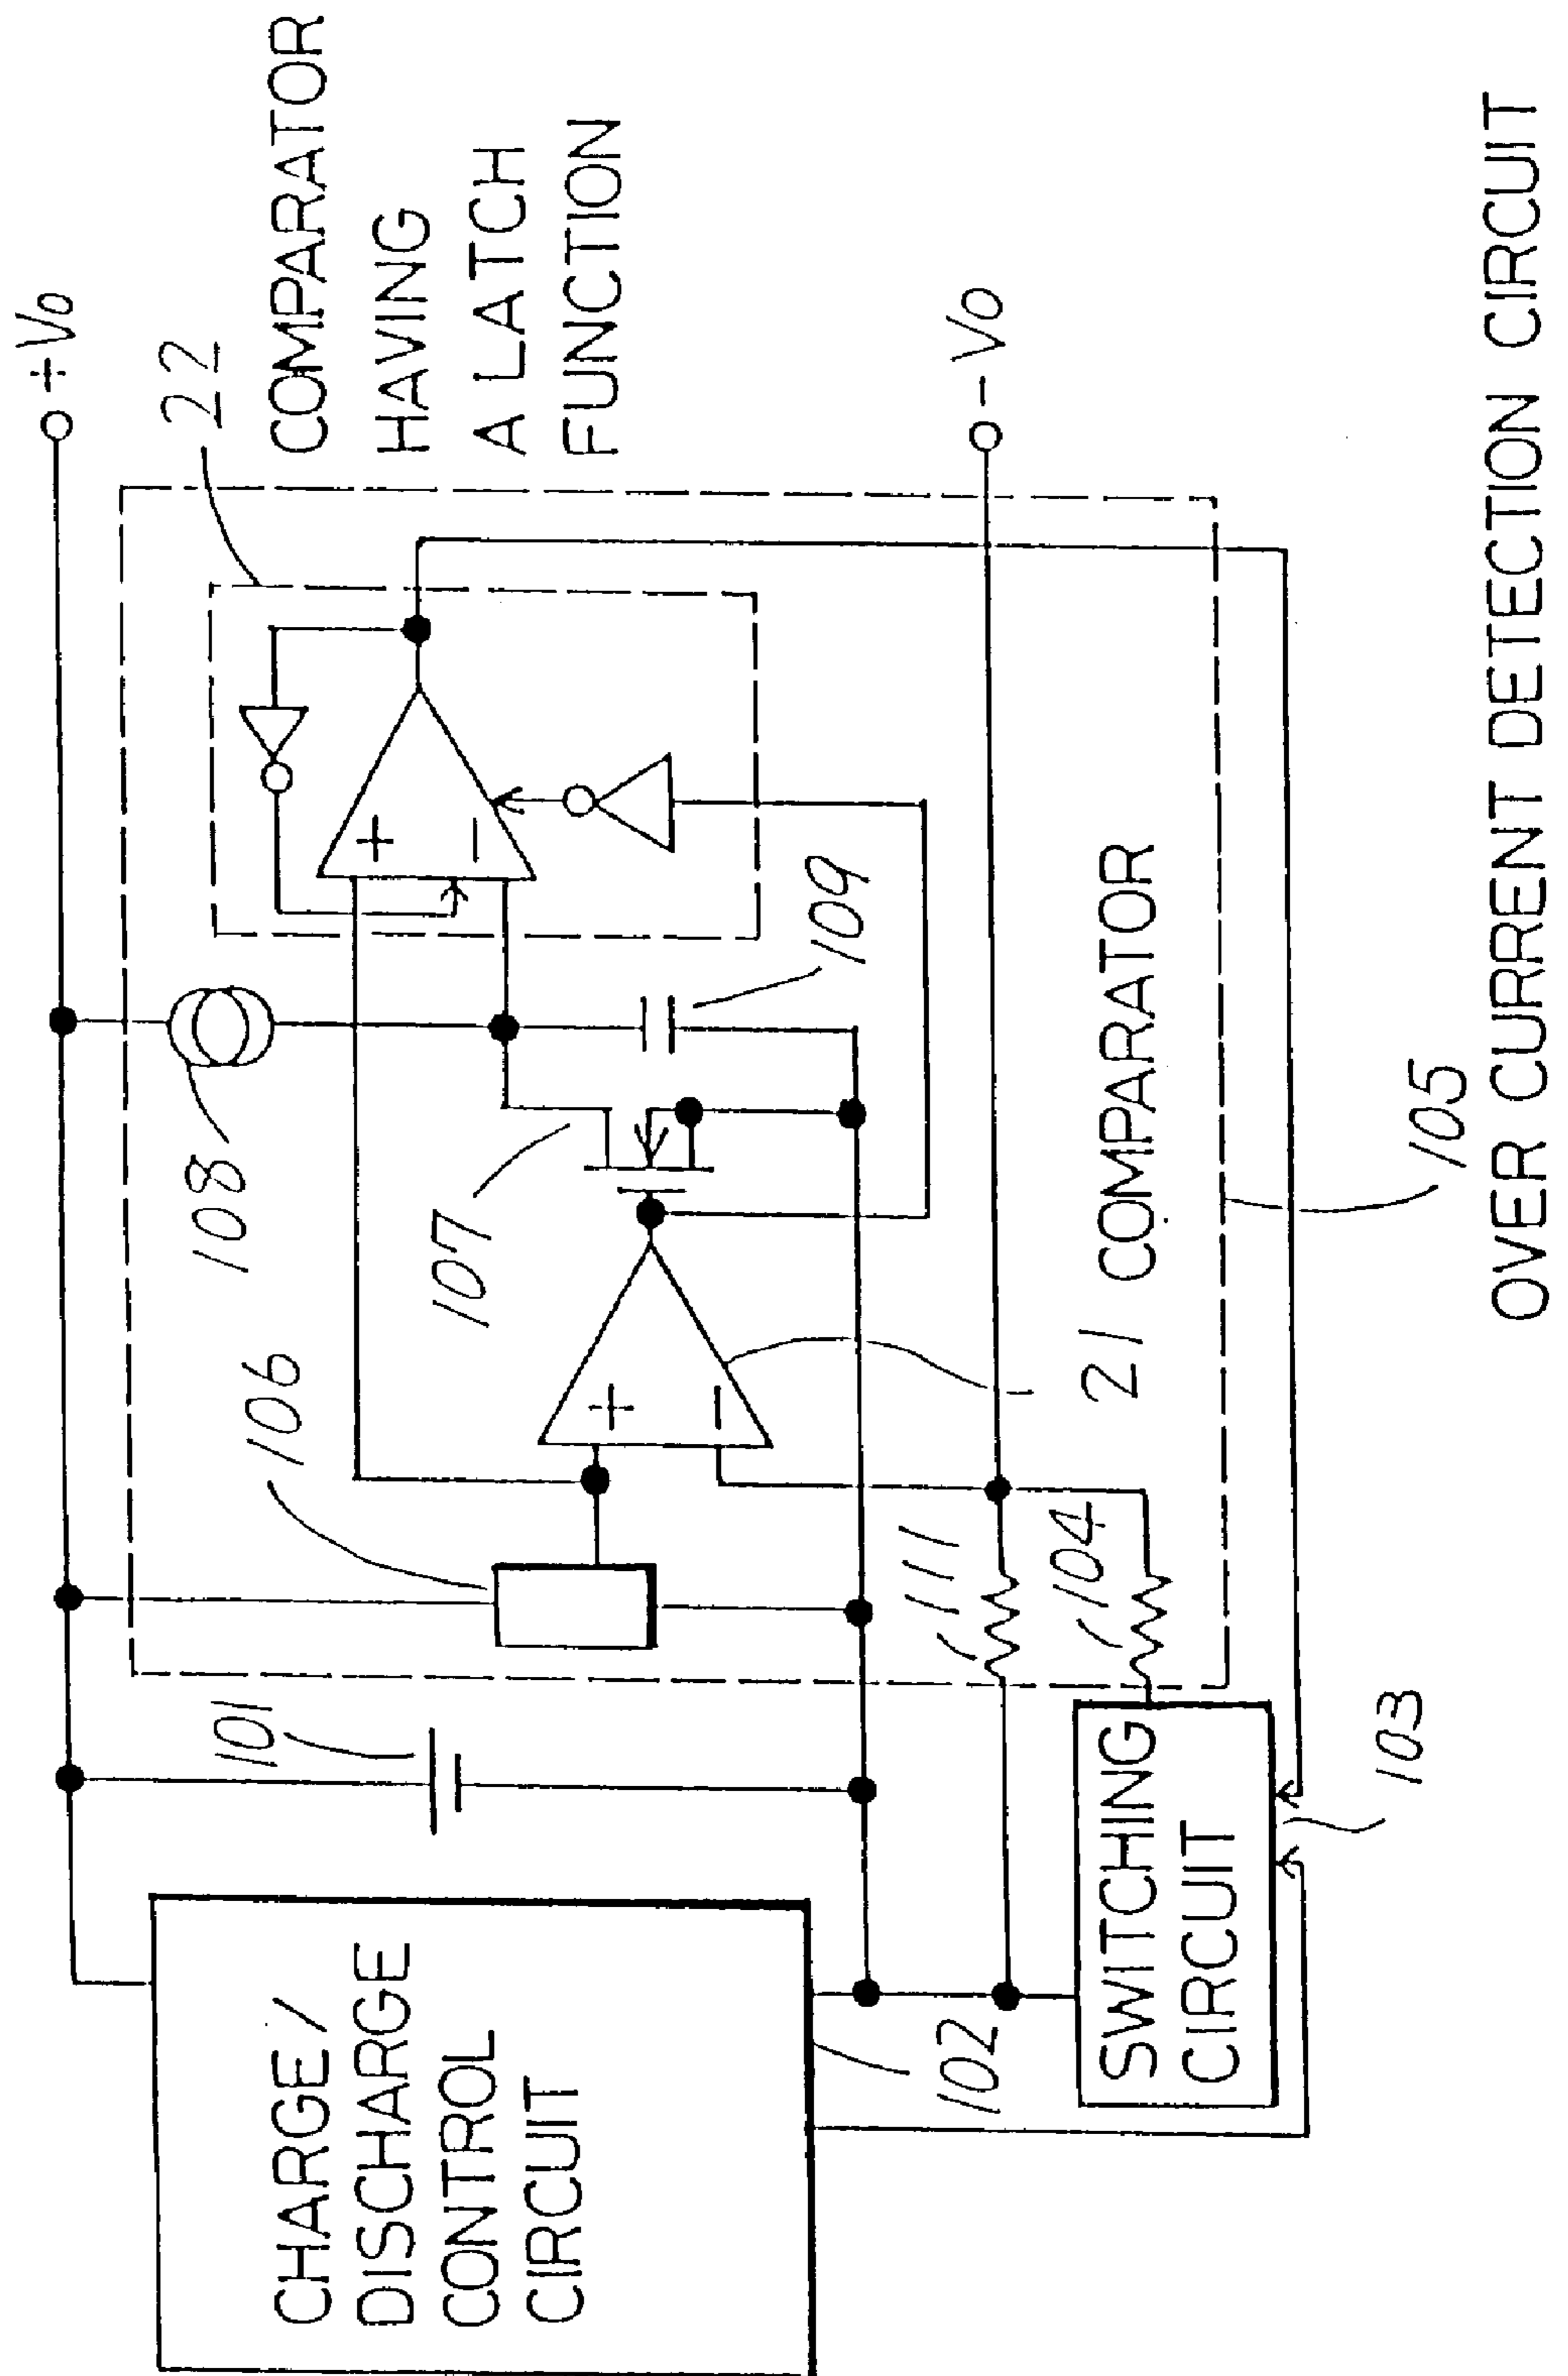 +Vo
22
COMPARATOR
HAVING
A LATCH
FUNCTION
108
106
107
101
+
−
109
+
−
−Vo
CHARGE /
DISCHARGE
CONTROL
CIRCUIT
21 COMPARATOR
111
104
102
SWITCHING
CIRCUIT
103
105
OVER CURRENT DETECTION CIRCUIT